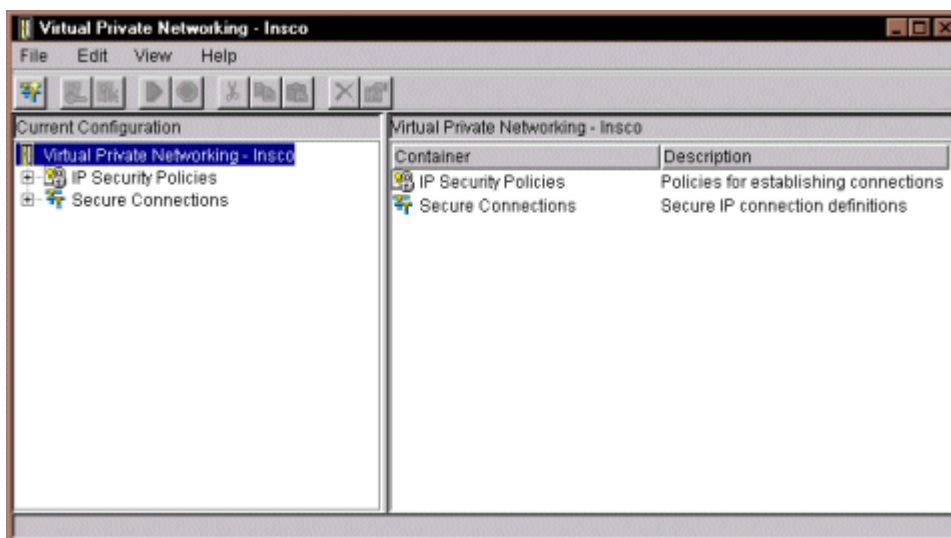 Virtual Private Networking - Insco
File Edit View Help
Current Configuration
Virtual Private Networking - Insco
IP Security Policies
Secure Connections
Virtual Private Networking - Insco
Container Description
IP Security Policies Policies for establishing connections
Secure Connections Secure IP connection definitions